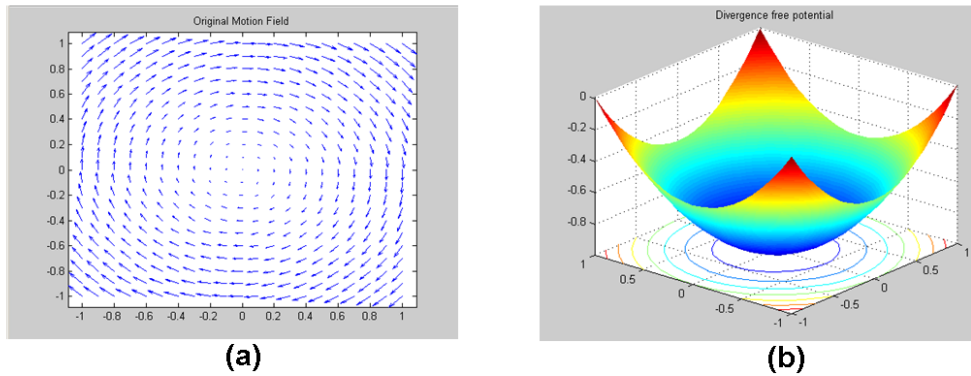 Original Motion Field
1
0.8
0.6
0.4
0.2
0
-0.2
-0.4
-0.6
-0.8
-1
-1 -0.8 -0.6 -0.4 -0.2 0 0.2 0.4 0.6 0.8 1
(a)
Divergence free potential
0
-0.2
-0.4
-0.6
-0.8
1 0.5 0 -0.5 -1
-1 -0.5 0 0.5 1
(b)